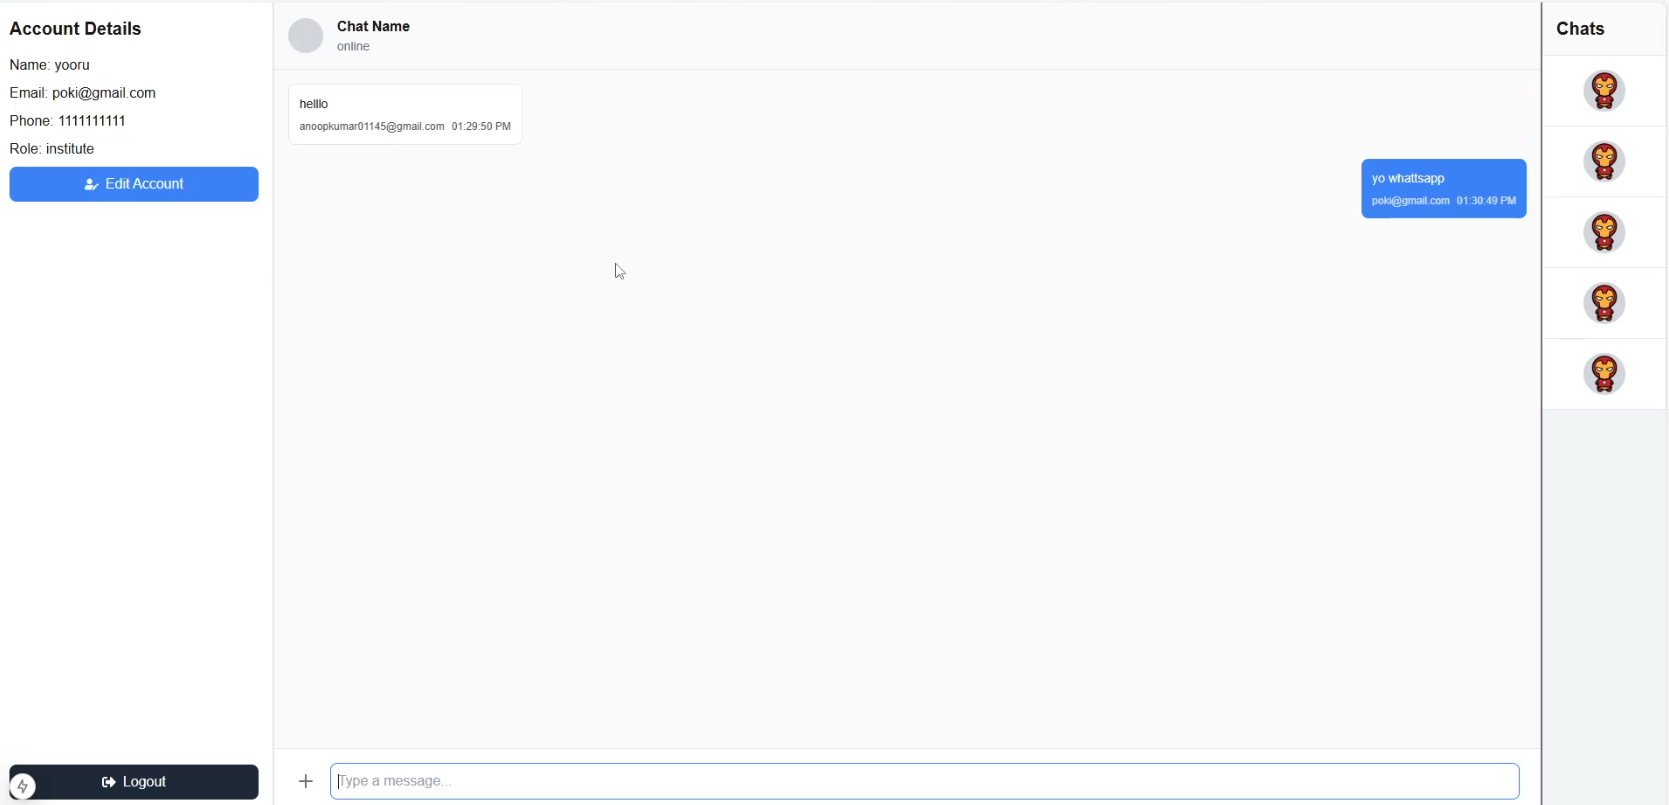 Account Details
Name: yooru
Email: poki@gmail.com
Phone: 1111111111
Role: institute
Edit Account
Logout
Chat Name
online
helllo
anoopkumar01145@gmail.com 01:29:50 PM
yo whattsapp
poki@gmail.com 01:30:49 PM
Type a message...
Chats